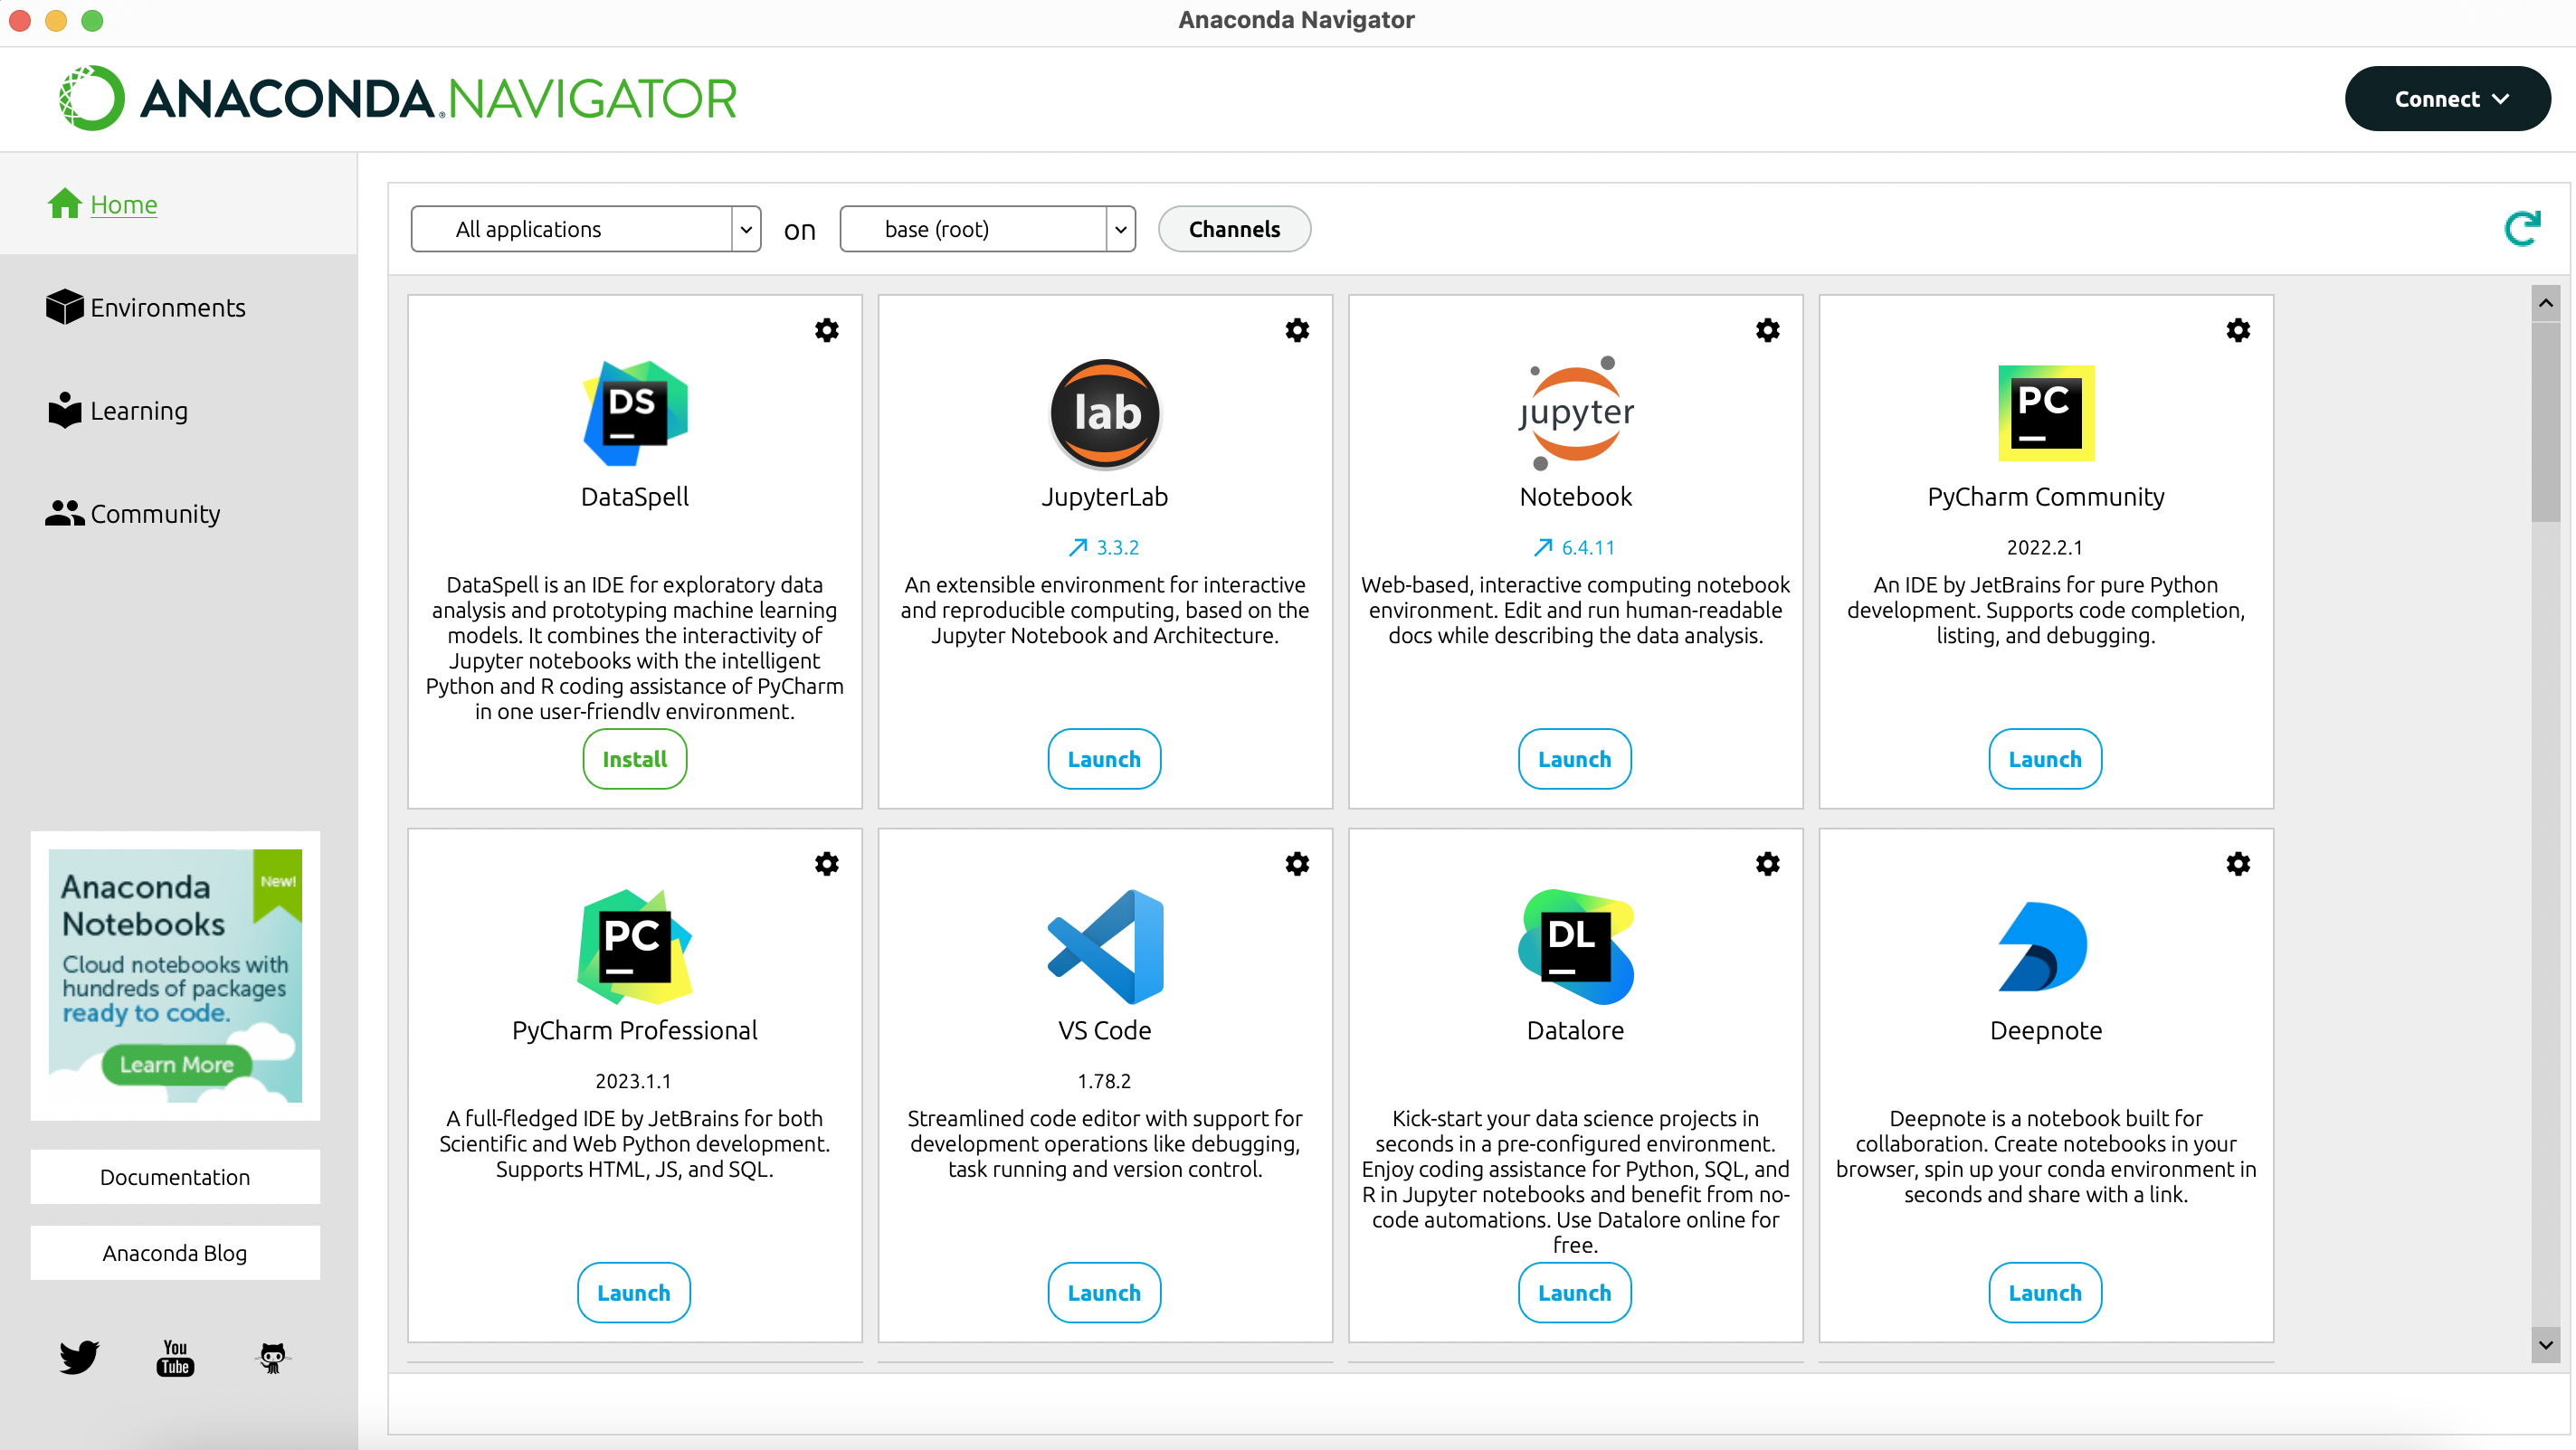 Anaconda Navigator
ANACONDA.NAVIGATOR
Connect
Home
Environments
Learning
Community
Anaconda
Notebooks
New!
Cloud notebooks with
hundreds of packages
ready to code.
Learn More
Documentation
Anaconda Blog
You
Tube
All applications
on
base (root)
Channels
DS
DataSpell
DataSpell is an IDE for exploratory data
analysis and prototyping machine learning
models. It combines the interactivity of
Jupyter notebooks with the intelligent
Python and R coding assistance of PyCharm
in one user-friendly environment.
Install
lab
JupyterLab
3.3.2
An extensible environment for interactive
and reproducible computing, based on the
Jupyter Notebook and Architecture.
Launch
jupyter
Notebook
6.4.11
Web-based, interactive computing notebook
environment. Edit and run human-readable
docs while describing the data analysis.
Launch
PC
PyCharm Community
2022.2.1
An IDE by JetBrains for pure Python
development. Supports code completion,
listing, and debugging.
Launch
PC
PyCharm Professional
2023.1.1
A full-fledged IDE by JetBrains for both
Scientific and Web Python development.
Supports HTML, JS, and SQL.
Launch
VS Code
1.78.2
Streamlined code editor with support for
development operations like debugging,
task running and version control.
Launch
DL
Datalore
Kick-start your data science projects in
seconds in a pre-configured environment.
Enjoy coding assistance for Python, SQL, and
R in Jupyter notebooks and benefit from no-
code automations. Use Datalore online for
free.
Launch
Deepnote
Deepnote is a notebook built for
collaboration. Create notebooks in your
browser, spin up your conda environment in
seconds and share with a link.
Launch